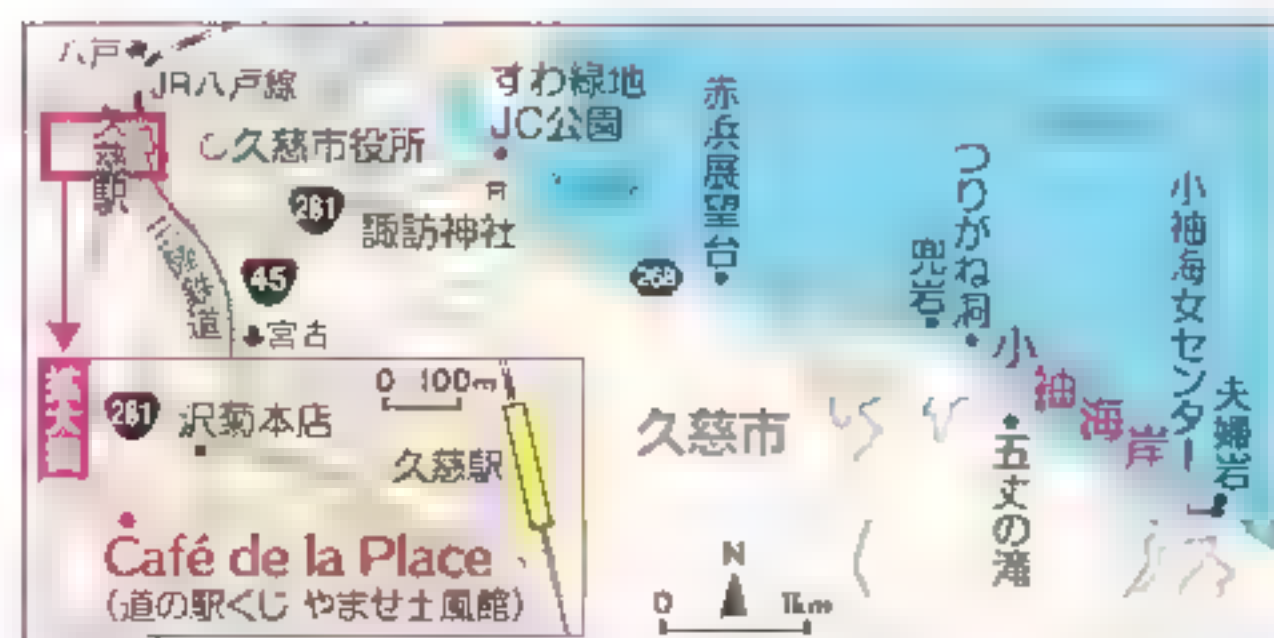 八戸
JR八戸線
久慈駅
久慈市役所
すわ緑地
JC公園
赤浜展望台
281
諏訪神社
268
45
三陸鉄道
宮古
兜岩
つりがね洞
小袖海女センター
夫婦岩
小袖海岸
五丈の滝
久慈市
拡大図
281
沢菊本店
0 100m
久慈駅
Café de la Place
(道の駅くじ やませ土風館)
N
0 1km